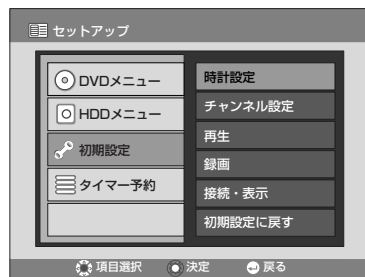 セットアップ
DVDメニュー
HDDメニュー
初期設定
タイマー予約
時計設定
チャンネル設定
再生
録画
接続・表示
初期設定に戻す
項目選択 決定 戻る